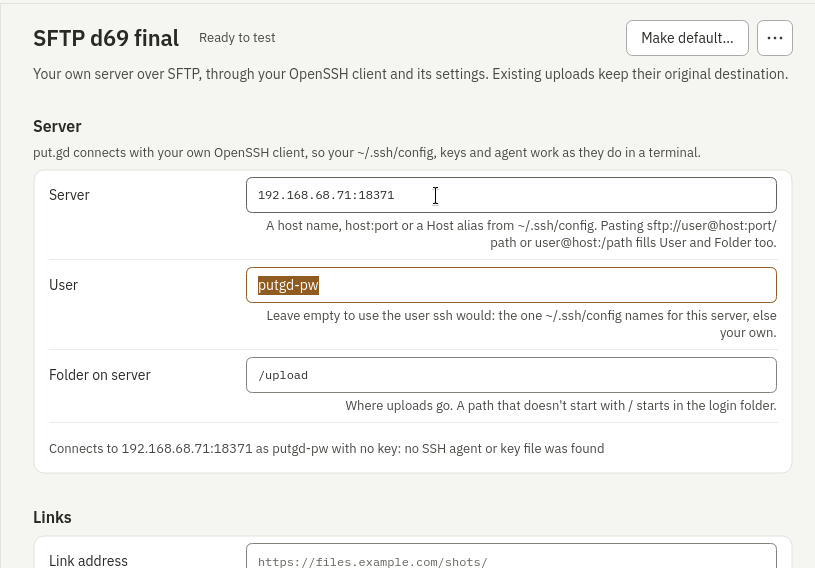 SFTP d69 final
Ready to test
Make default...
...
Your own server over SFTP, through your OpenSSH client and its settings. Existing uploads keep their original destination.
Server
put.gd connects with your own OpenSSH client, so your ~/.ssh/config, keys and agent work as they do in a terminal.
Server
192.168.68.71:18371
A host name, host:port or a Host alias from ~/.ssh/config. Pasting sftp://user@host:port/
path or user@host:/path fills User and Folder too.
User
putgd-pw
Leave empty to use the user ssh would: the one ~/.ssh/config names for this server, else
your own.
Folder on server
/upload
Where uploads go. A path that doesn't start with / starts in the login folder.
Connects to 192.168.68.71:18371 as putgd-pw with no key: no SSH agent or key file was found
Links
Link address
https://files.example.com/shots/